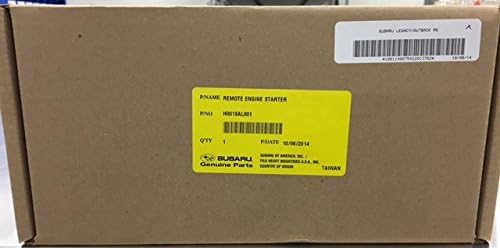 SUBARU LEGACY/OUTBACK RS
10/06/14
P/NAME REMOTE ENGINE STARTER
P/NO H001SAL001
Q'TY 1 P/DATE 10/06/2014
SUBARU
Genuine Parts
SUBARU OF AMERICA, INC. /
FUJI HEAVY INDUSTRIES U.S.A., INC.
COUNTRY OF ORIGIN TAIWAN